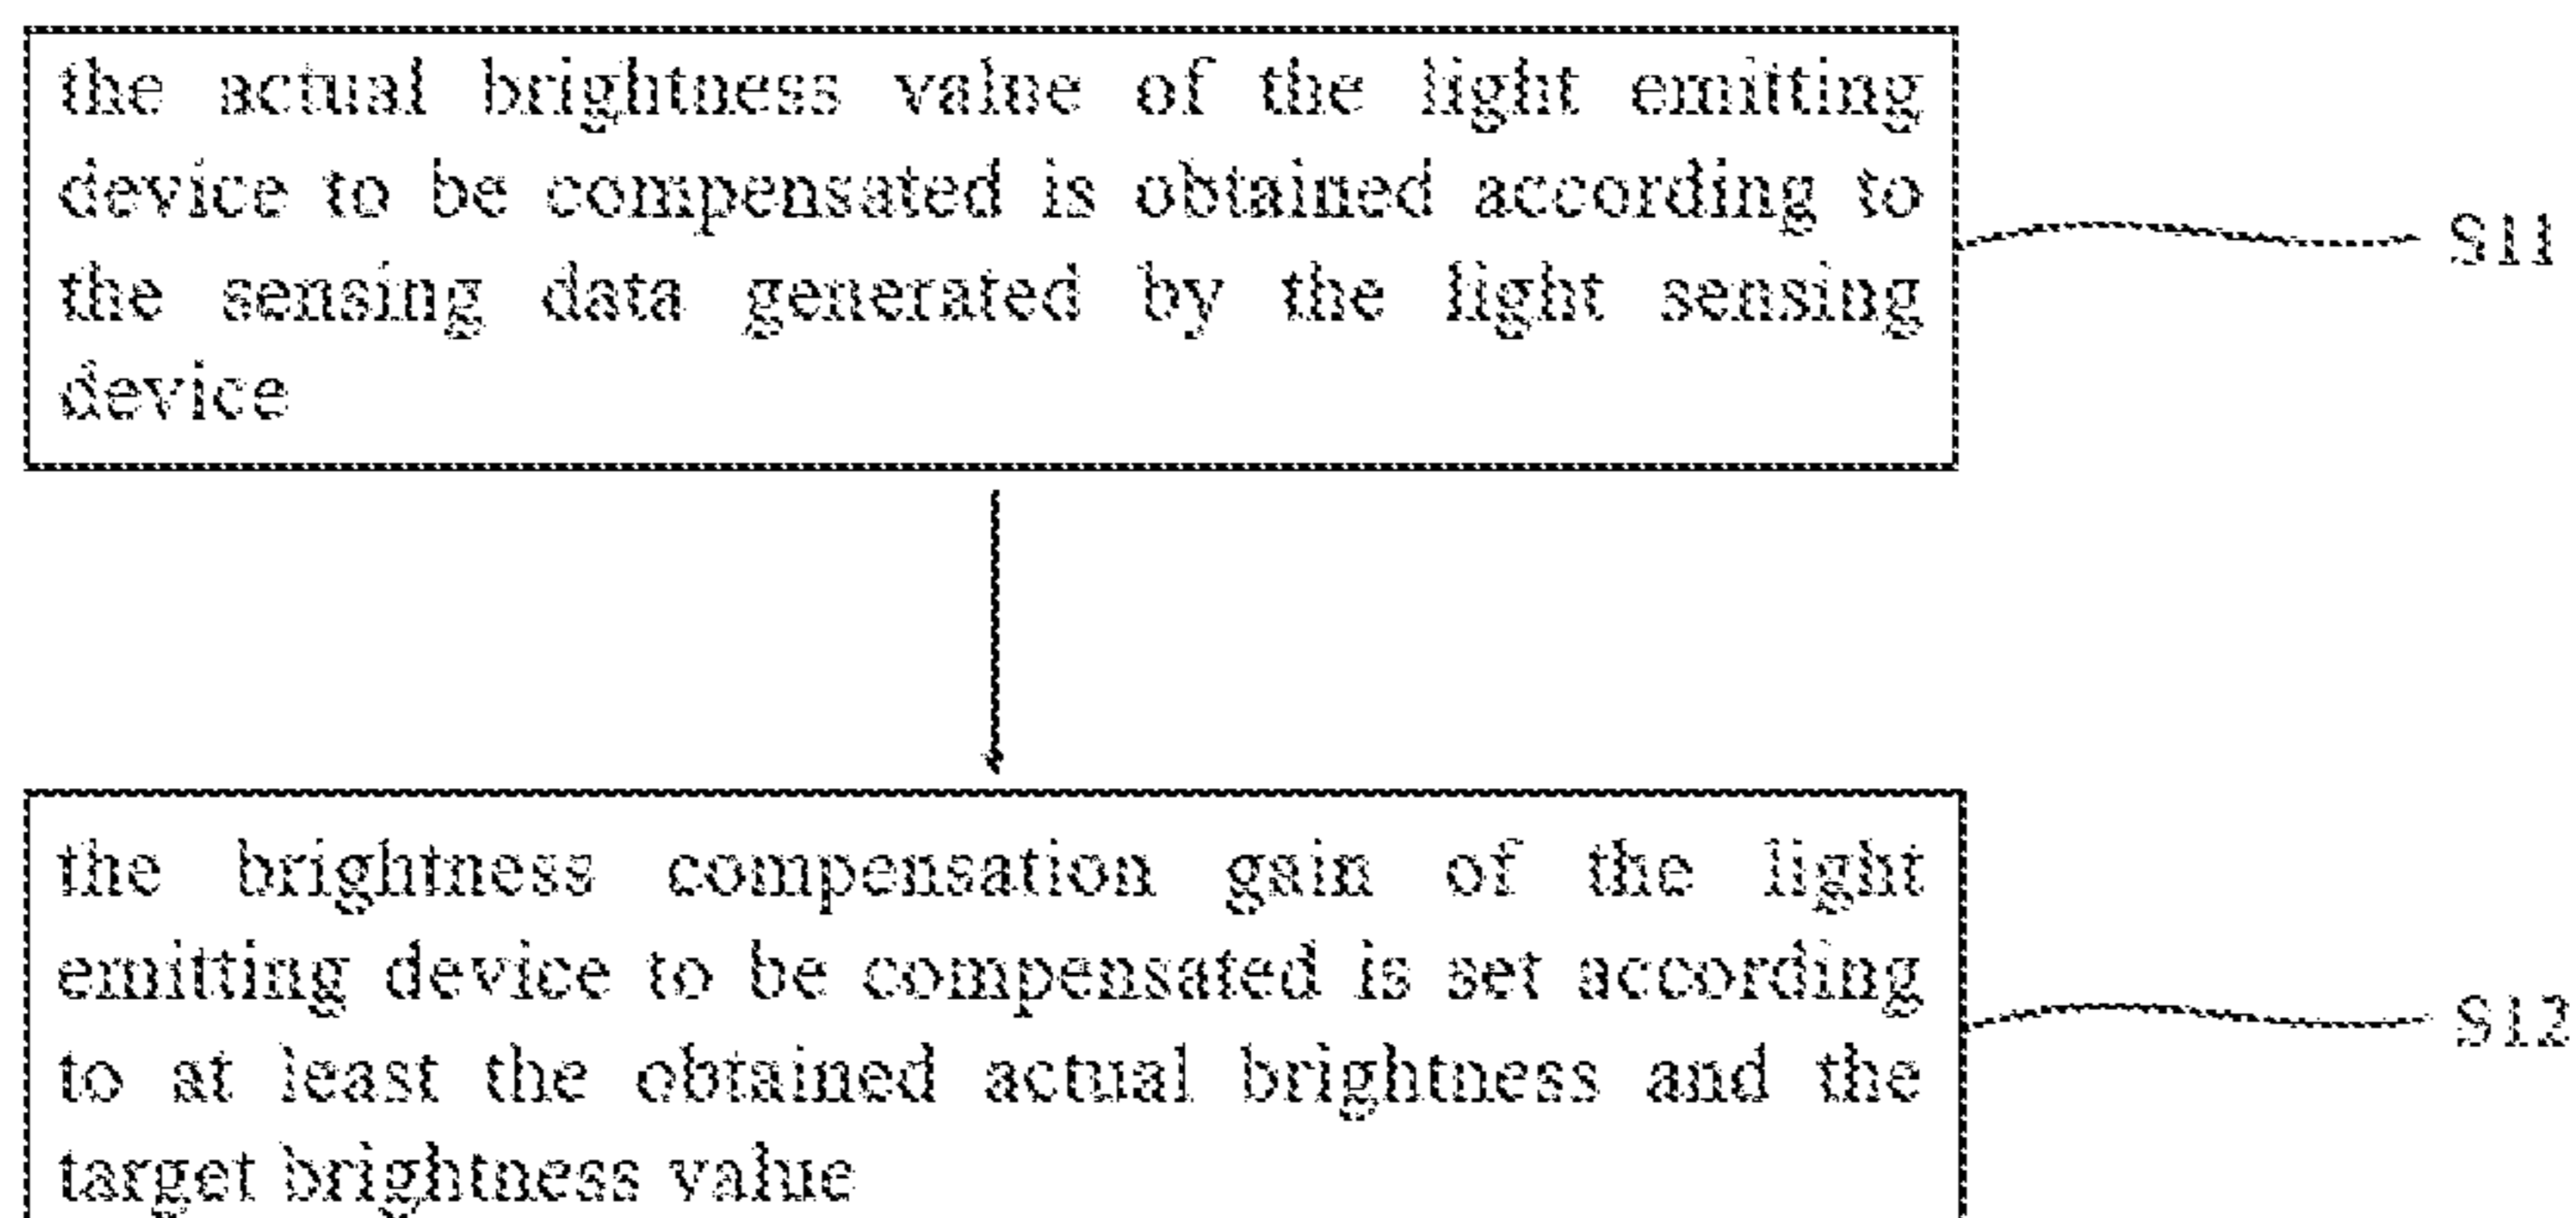 the actual brightness value of the light emitting
device to be compensated is obtained according to
the sensing data generated by the light sensing
device
S11
the brightness compensation gain of the light
emitting device to be compensated is set according
to at least the obtained actual brightness and the
target brightness value
S12